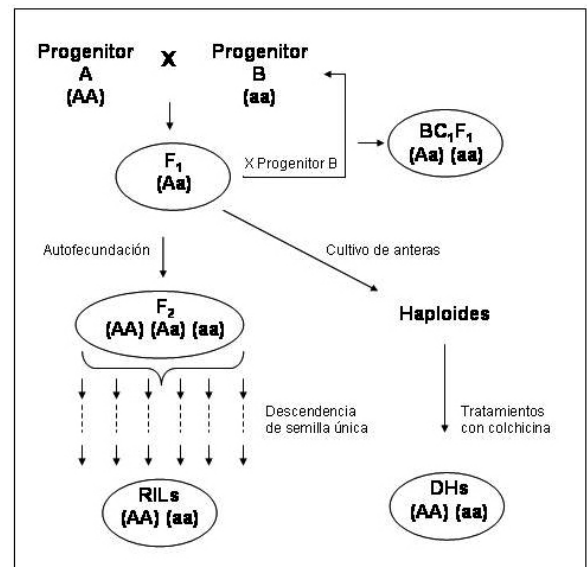 Progenitor
A
(AA)
X
Progenitor
B
(aa)
F₁
(Aa)
X Progenitor B
BC₁F₁
(Aa) (aa)
Autofecundación
Cultivo de anteras
F₂
(AA) (Aa) (aa)
Haploides
Descendencia
de semilla única
Tratamientos
con colchicina
RILs
(AA) (aa)
DHs
(AA) (aa)